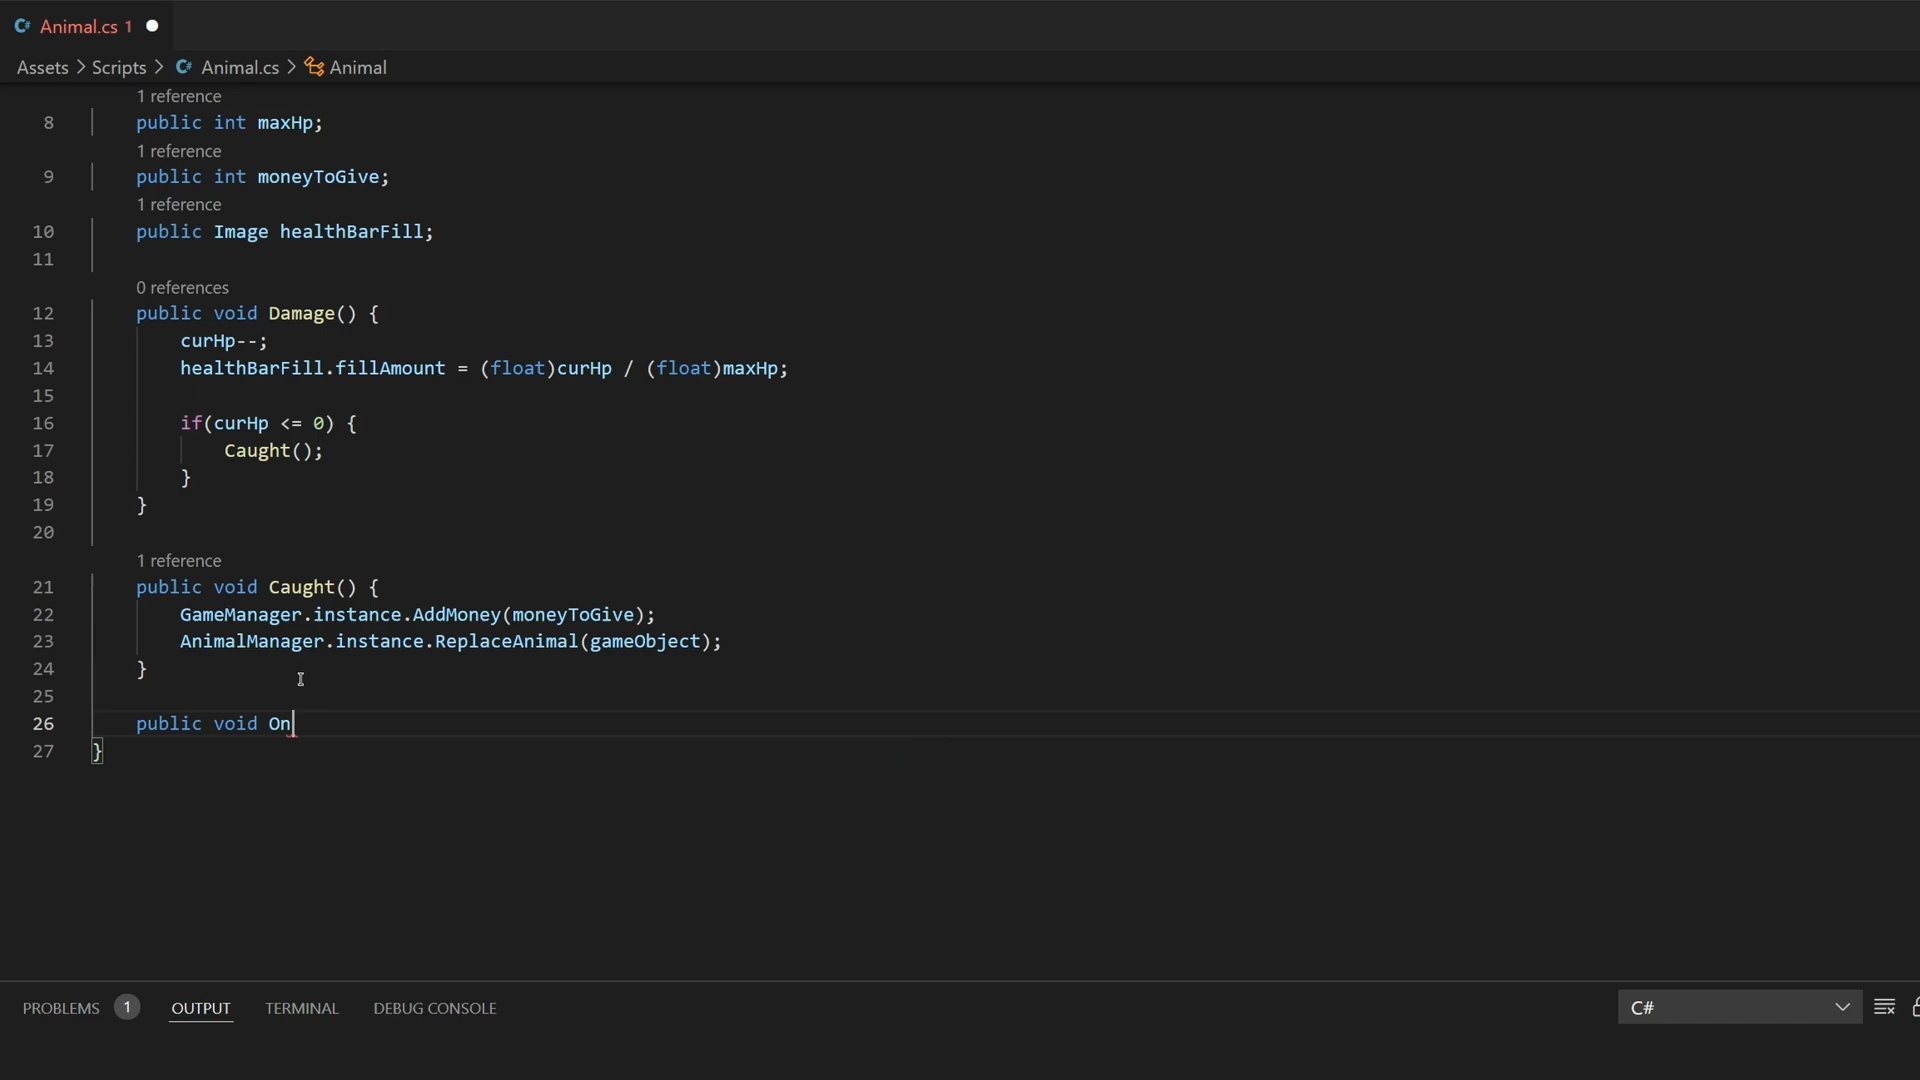 Animal.cs 1
Assets > Scripts > Animal.cs > Animal
1 reference
8 public int maxHp;
1 reference
9 public int moneyToGive;
1 reference
10 public Image healthBarFill;
11
0 references
12 public void Damage() {
13 curHp--;
14 healthBarFill.fillAmount = (float)curHp / (float)maxHp;
15
16 if(curHp <= 0) {
17 Caught();
18 }
19 }
20
1 reference
21 public void Caught() {
22 GameManager.instance.AddMoney(moneyToGive);
23 AnimalManager.instance.ReplaceAnimal(gameObject);
24 }
25
26 public void On
27 }
PROBLEMS 1 OUTPUT TERMINAL DEBUG CONSOLE C#